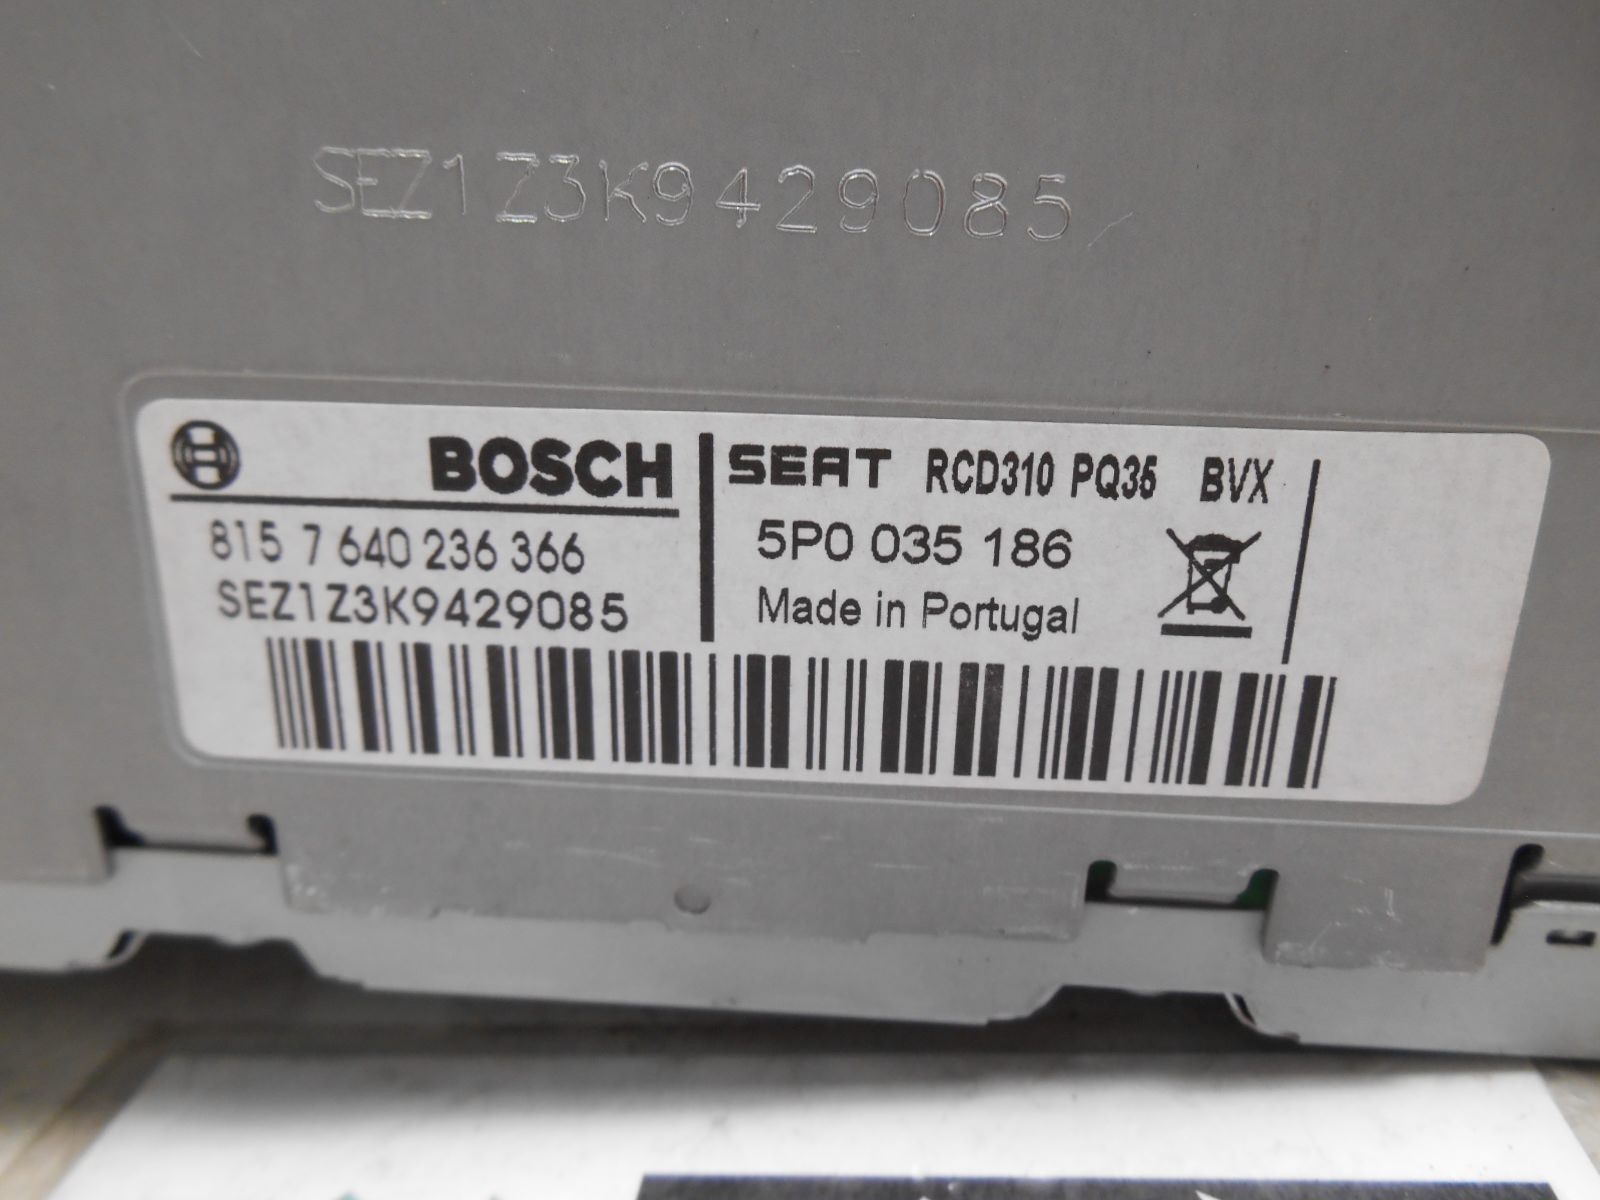 SEZ1Z3K9429085
BOSCH
815 7 640 236 366
SEZ1Z3K9429085
SEAT RCD310 PQ35 BVX
5P0 035 186
Made in Portugal